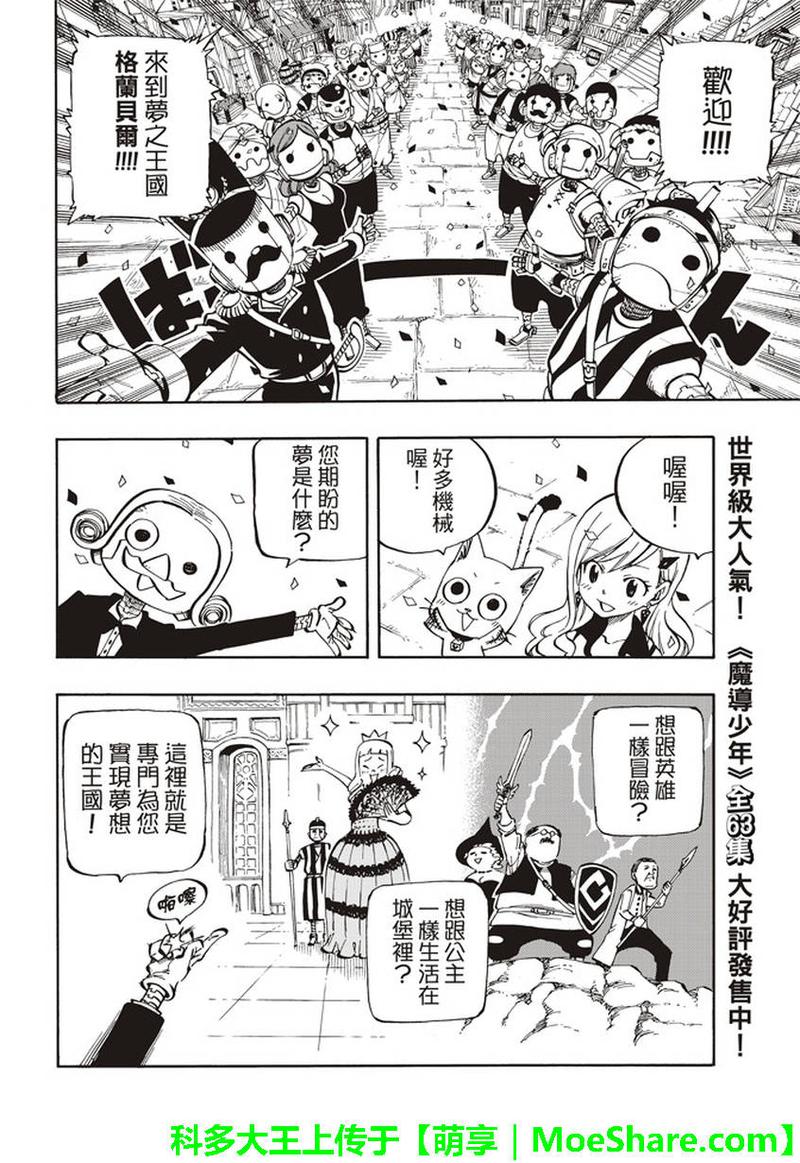 歡迎!!!!
來到夢之王國
格蘭貝爾!!!!
ばーん
喔喔!
好多機械
喔!
您期盼的
夢是什麼?
想跟英雄
一樣冒險?
想跟公主
一樣生活在
城堡裡?
這裡就是
專門為您
實現夢想
的王國!
啪嚓
世界級大人氣! 《魔導少年》全63集 大好評發售中!
科多大王上传于【萌享|MoeShare.com】